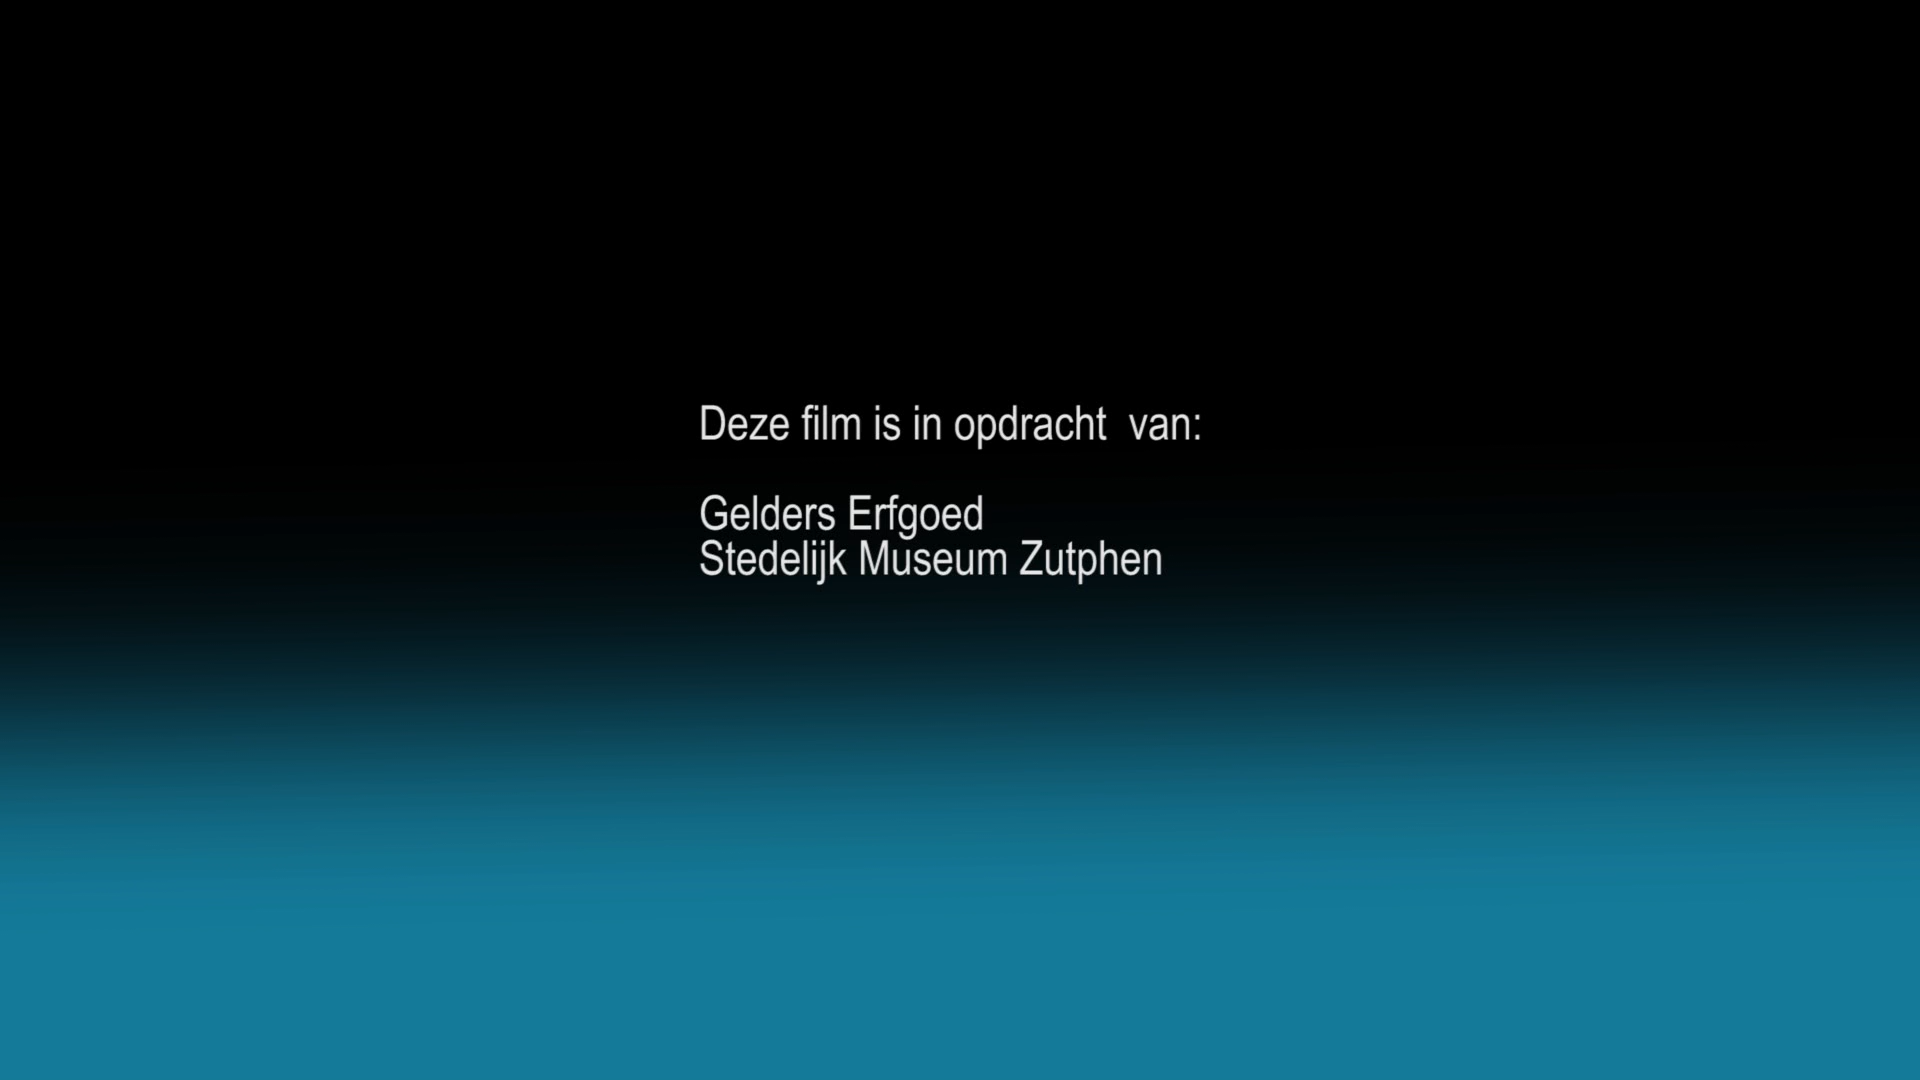 Deze film is in opdracht  van:
Gelders Erfgoed
Stedelijk Museum Zutphen